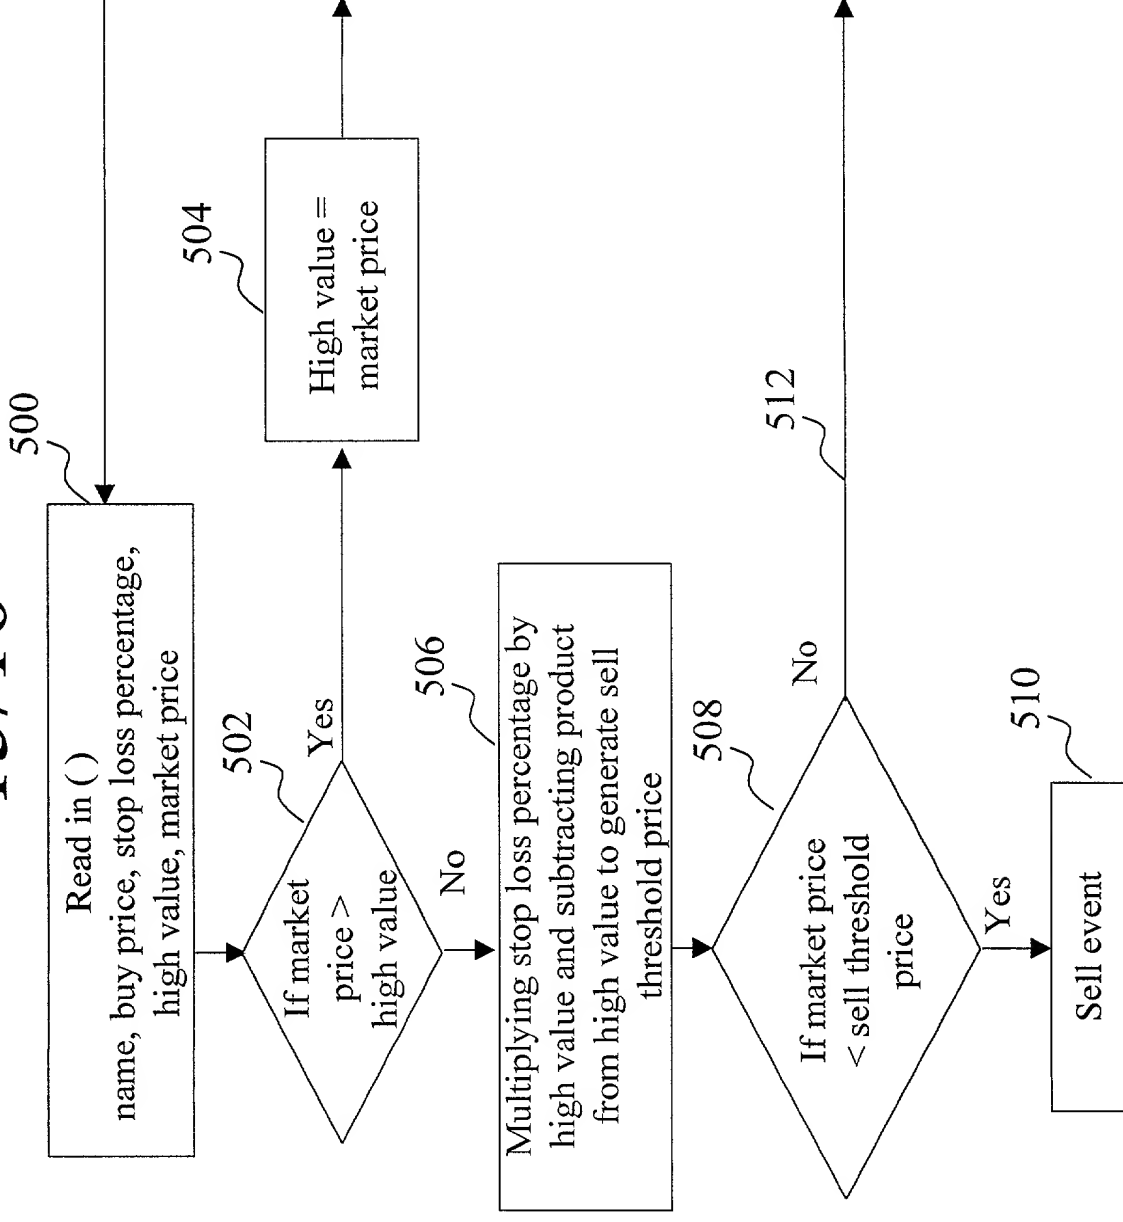 500
Read in ( )
name, buy price, stop loss percentage,
high value, market price
502
If market
price >
high value
Yes
No
504
High value =
market price
506
Multiplying stop loss percentage by
high value and subtracting product
from high value to generate sell
threshold price
508
If market price
< sell threshold
price
No
512
Yes
510
Sell event